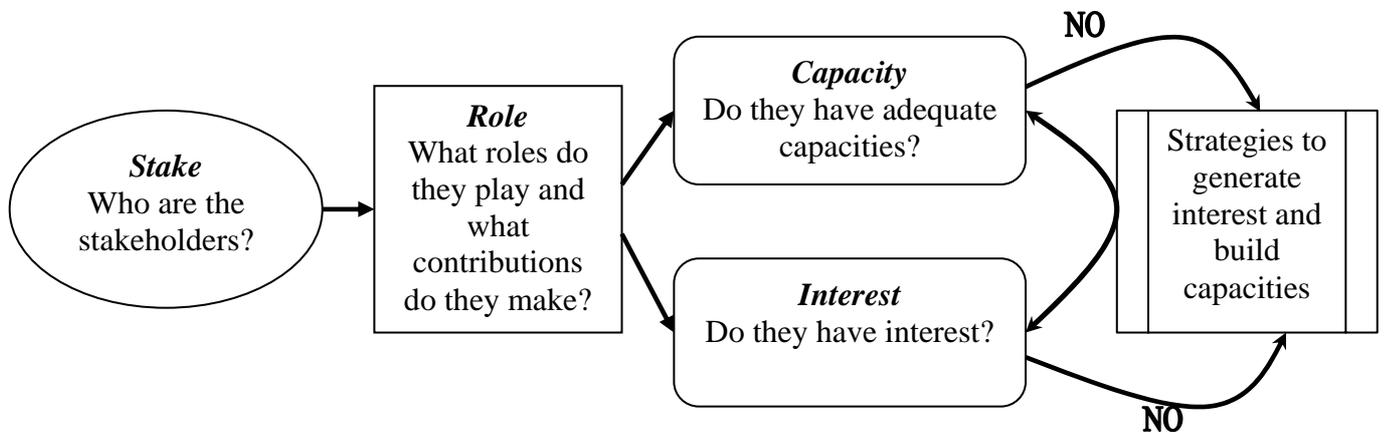 Stake
Who are the
stakeholders?
Role
What roles do
they play and
what
contributions
do they make?
Capacity
Do they have adequate
capacities?
Interest
Do they have interest?
NO
NO
Strategies to
generate
interest and
build
capacities